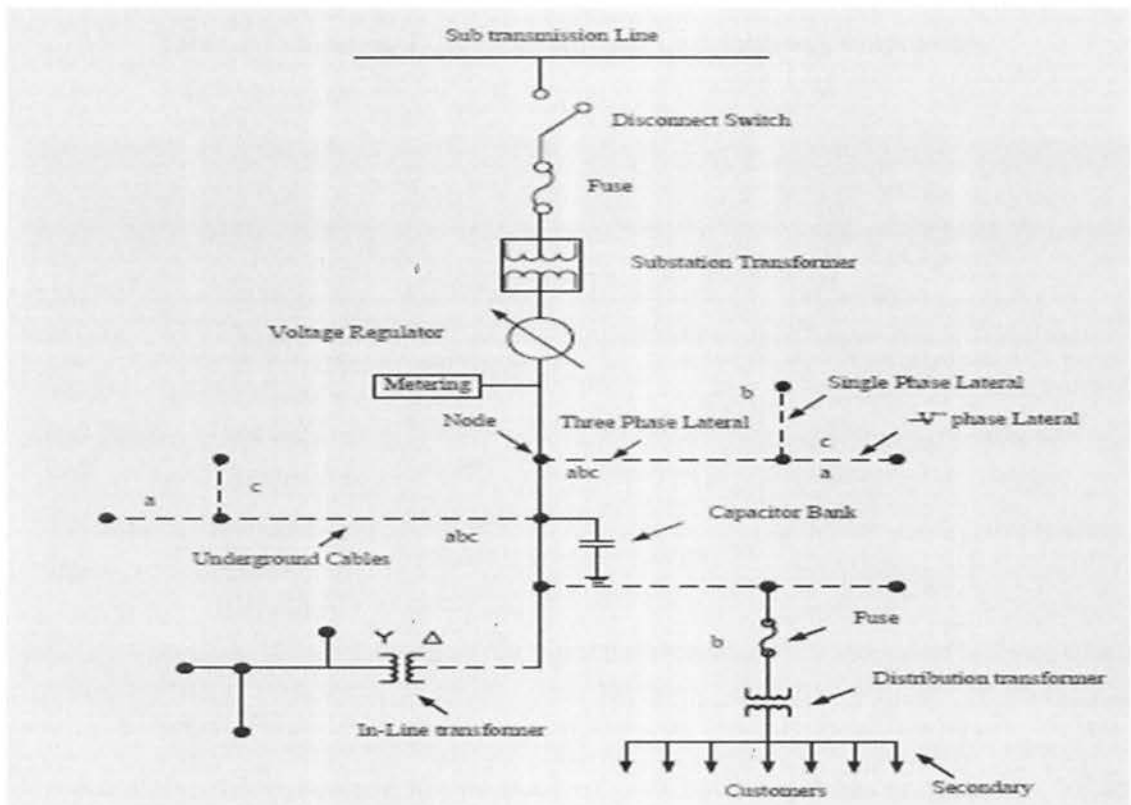 Sub transmission Line
Disconnect Switch
Fuse
Substation Transformer
Voltage Regulator
Metering
b
Single Phase Lateral
Node
Three Phase Lateral
V¨ phase Lateral
c
abc
a
a
c
Capacitor Bank
abc
Underground Cables
Fuse
b
Y Δ
Distribution transformer
In-Line transformer
Customers
Secondary